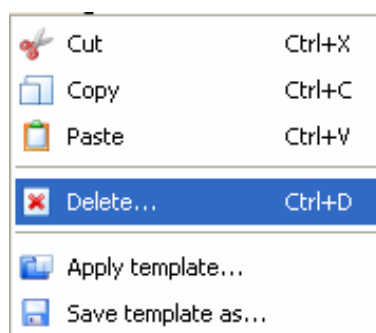 Cut Ctrl+X
Copy Ctrl+C
Paste Ctrl+V
Delete... Ctrl+D
Apply template...
Save template as...